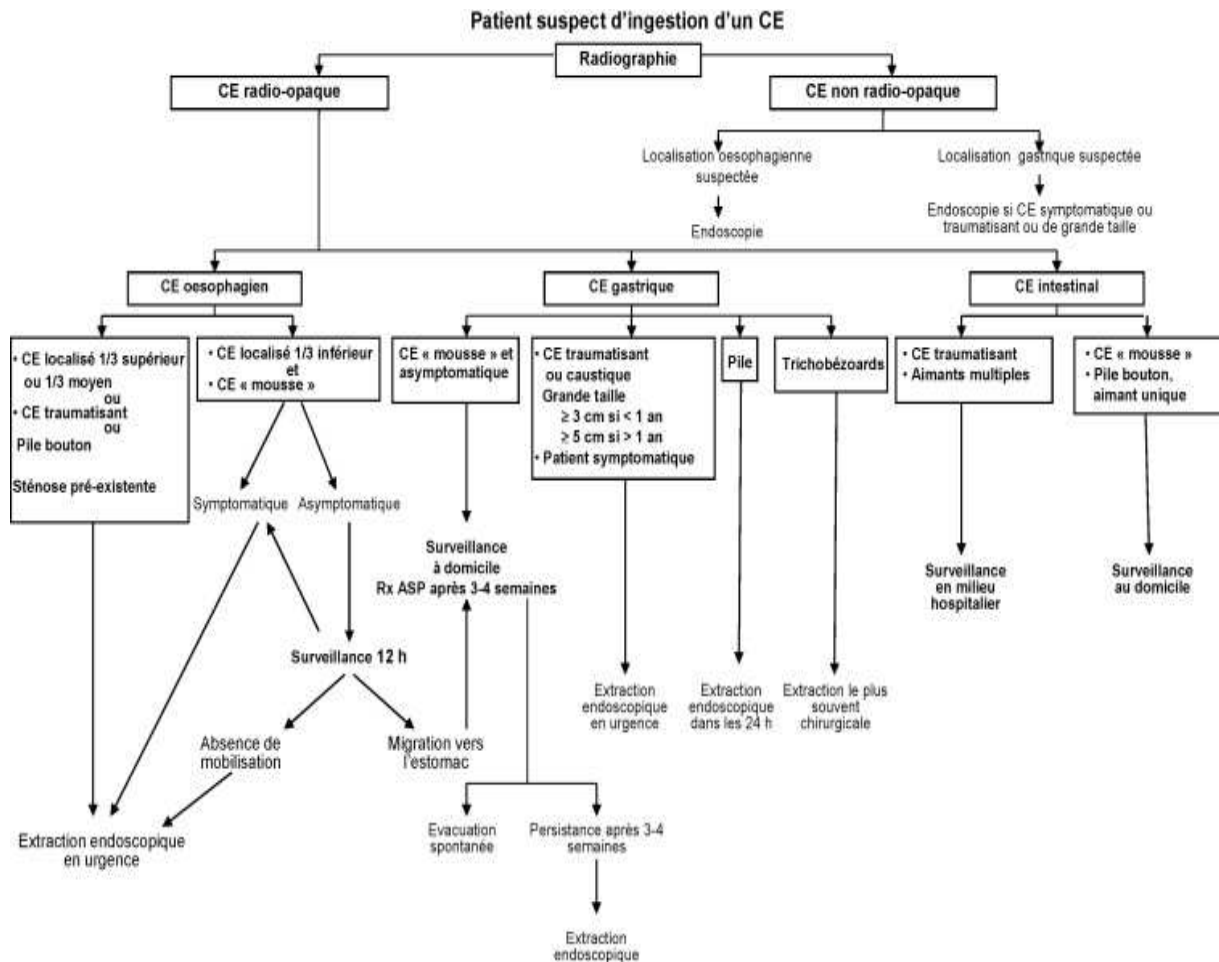 Patient suspect d'ingestion d'un CE
Radiographie
CE radio-opaque
CE non radio-opaque
Localisation oesophagienne
suspectée
Localisation gastrique suspectée
Endoscopie
Endoscopie si CE symptomatique ou
traumatisant ou de grande taille
CE oesophagien
CE gastrique
CE intestinal
• CE localisé 1/3 supérieur
ou 1/3 moyen
ou
• CE traumatisant
ou
Pile bouton
Sténose pré-existente
• CE localisé 1/3 inférieur
et
• CE « mousse »
CE « mousse » et
asymptomatique
• CE traumatisant
ou caustique
Grande taille
≥ 3 cm si < 1 an
≥ 5 cm si > 1 an
• Patient symptomatique
Pile
Trichobézoards
• CE traumatisant
• Aimants multiples
• CE « mousse »
• Pile bouton,
aimant unique
Symptomatique
Asymptomatique
Surveillance
à domicile
Rx ASP après 3-4 semaines
Surveillance
en milieu
hospitalier
Surveillance
au domicile
Surveillance 12 h
Extraction
endoscopique
en urgence
Extraction
endoscopique
dans les 24 h
Extraction le plus
souvent
chirurgicale
Absence de
mobilisation
Migration vers
l'estomac
Extraction endoscopique
en urgence
Evacuation
spontanée
Persistance après 3-4
semaines
Extraction
endoscopique